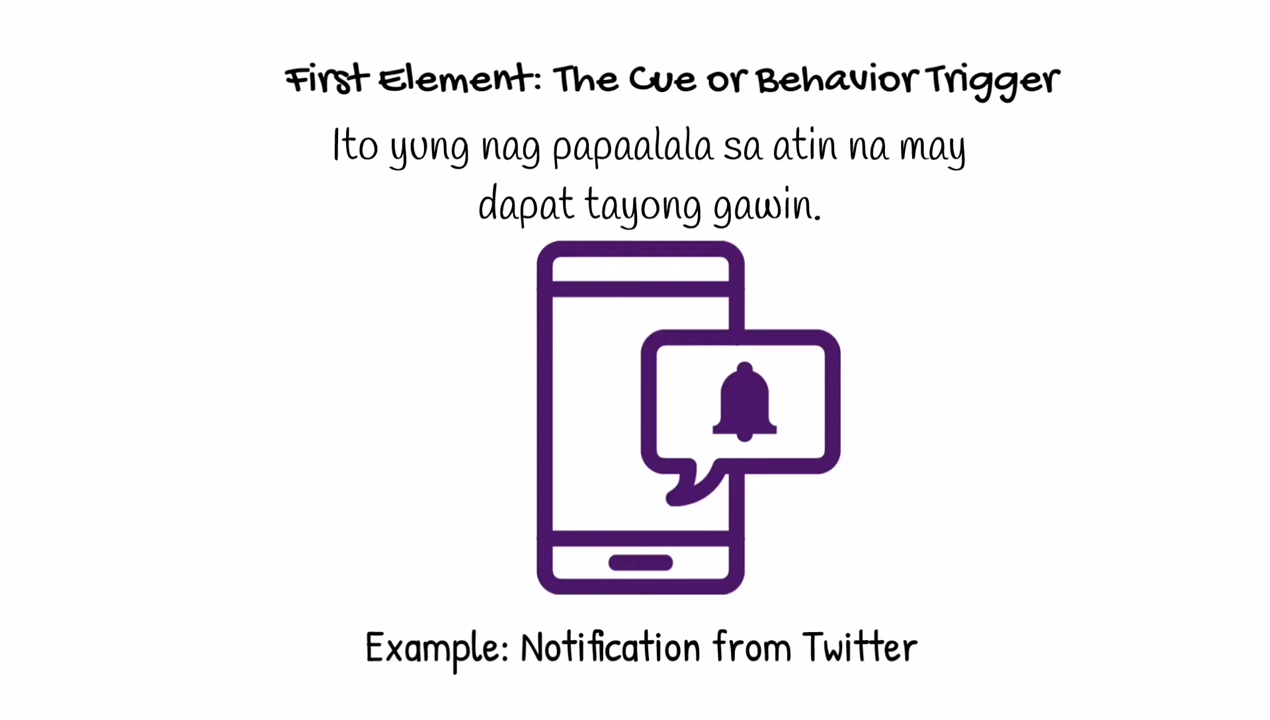 First Element: The Cue or Behavior Trigger
Ito yung nag papaalala sa atin na may
dapat tayong gawin.
Example: Notification from Twitter